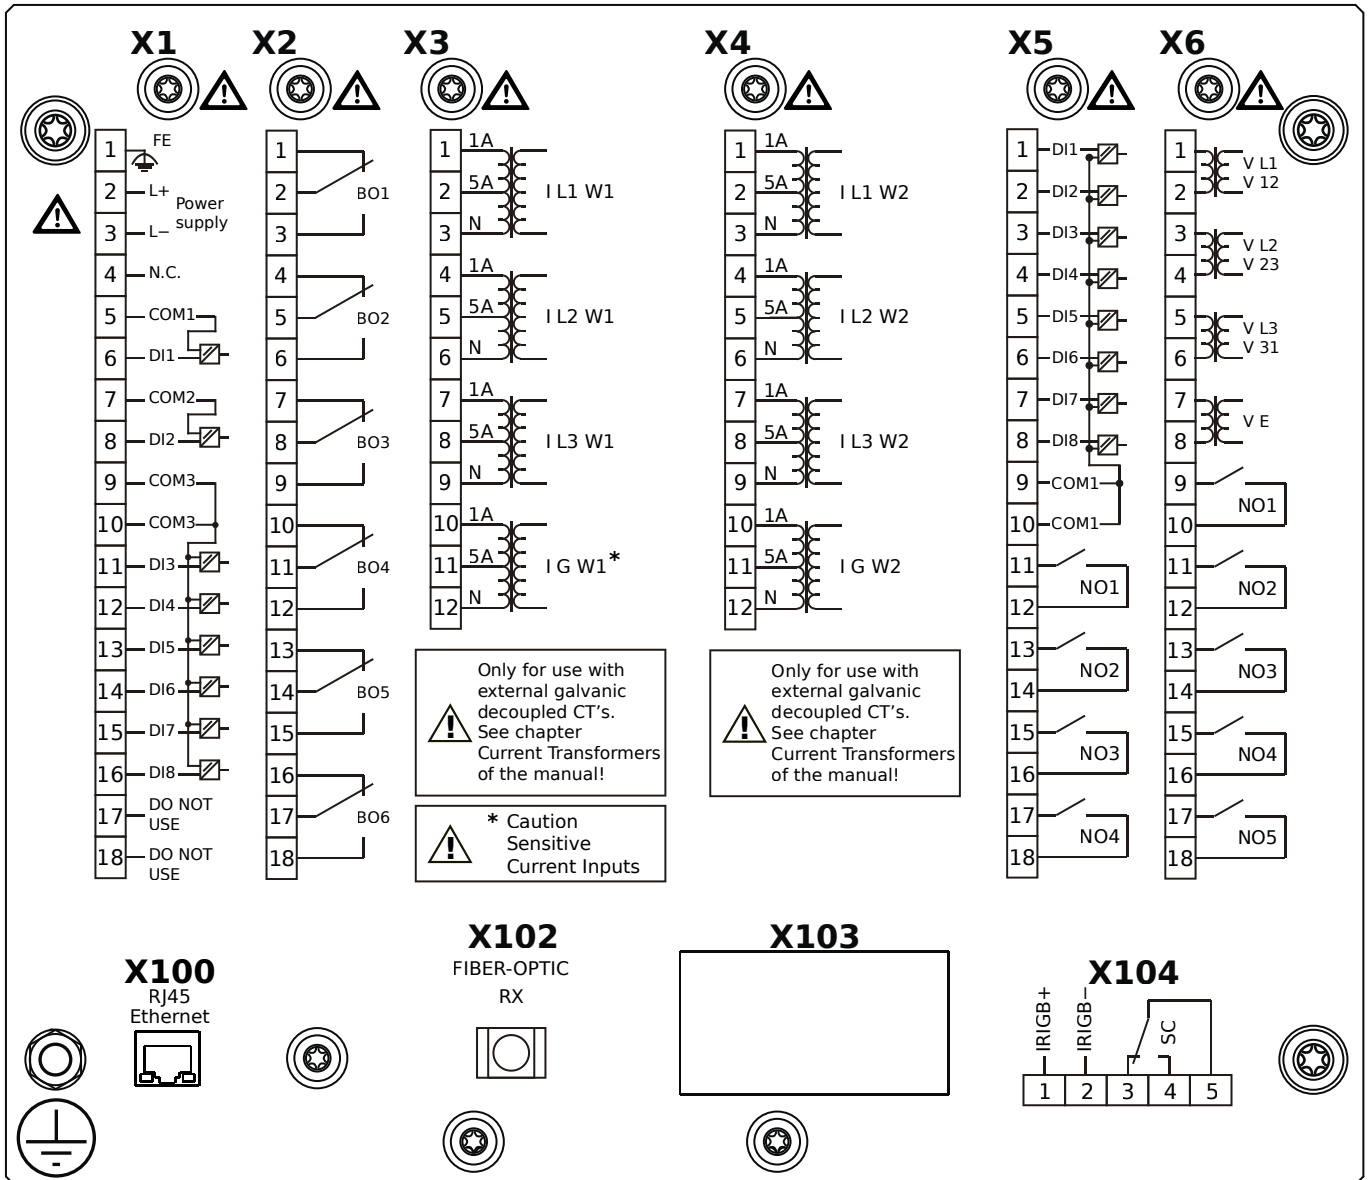 X1
1
FE
2
L+
Power
supply
3
L−
4
N.C.
5
COM1
6
DI1
7
COM2
8
DI2
9
COM3
10
COM3
11
DI3
12
DI4
13
DI5
14
DI6
15
DI7
16
DI8
17
DO NOT
USE
18
DO NOT
USE
X2
1
2
BO1
3
4
5
BO2
6
7
8
BO3
9
10
11
BO4
12
13
14
BO5
15
16
17
BO6
18
X3
1
1A
2
5A
I L1 W1
3
N
4
1A
5
5A
I L2 W1
6
N
7
1A
8
5A
I L3 W1
9
N
10
1A
11
5A
I G W1*
12
N
Only for use with
external galvanic
decoupled CT's.
See chapter
Current Transformers
of the manual!
* Caution
Sensitive
Current Inputs
X4
1
1A
2
5A
I L1 W2
3
N
4
1A
5
5A
I L2 W2
6
N
7
1A
8
5A
I L3 W2
9
N
10
1A
11
5A
I G W2
12
N
Only for use with
external galvanic
decoupled CT's.
See chapter
Current Transformers
of the manual!
X5
1
DI1
2
DI2
3
DI3
4
DI4
5
DI5
6
DI6
7
DI7
8
DI8
9
COM1
10
COM1
11
NO1
12
13
NO2
14
15
NO3
16
17
NO4
18
X6
1
V L1
V 12
2
3
V L2
V 23
4
5
V L3
V 31
6
7
V E
8
9
NO1
10
11
NO2
12
13
NO3
14
15
NO4
16
17
NO5
18
X100
RJ45
Ethernet
X102
FIBER-OPTIC
RX
X103
X104
IRIGB+
IRIGB−
SC
1 2 3 4 5